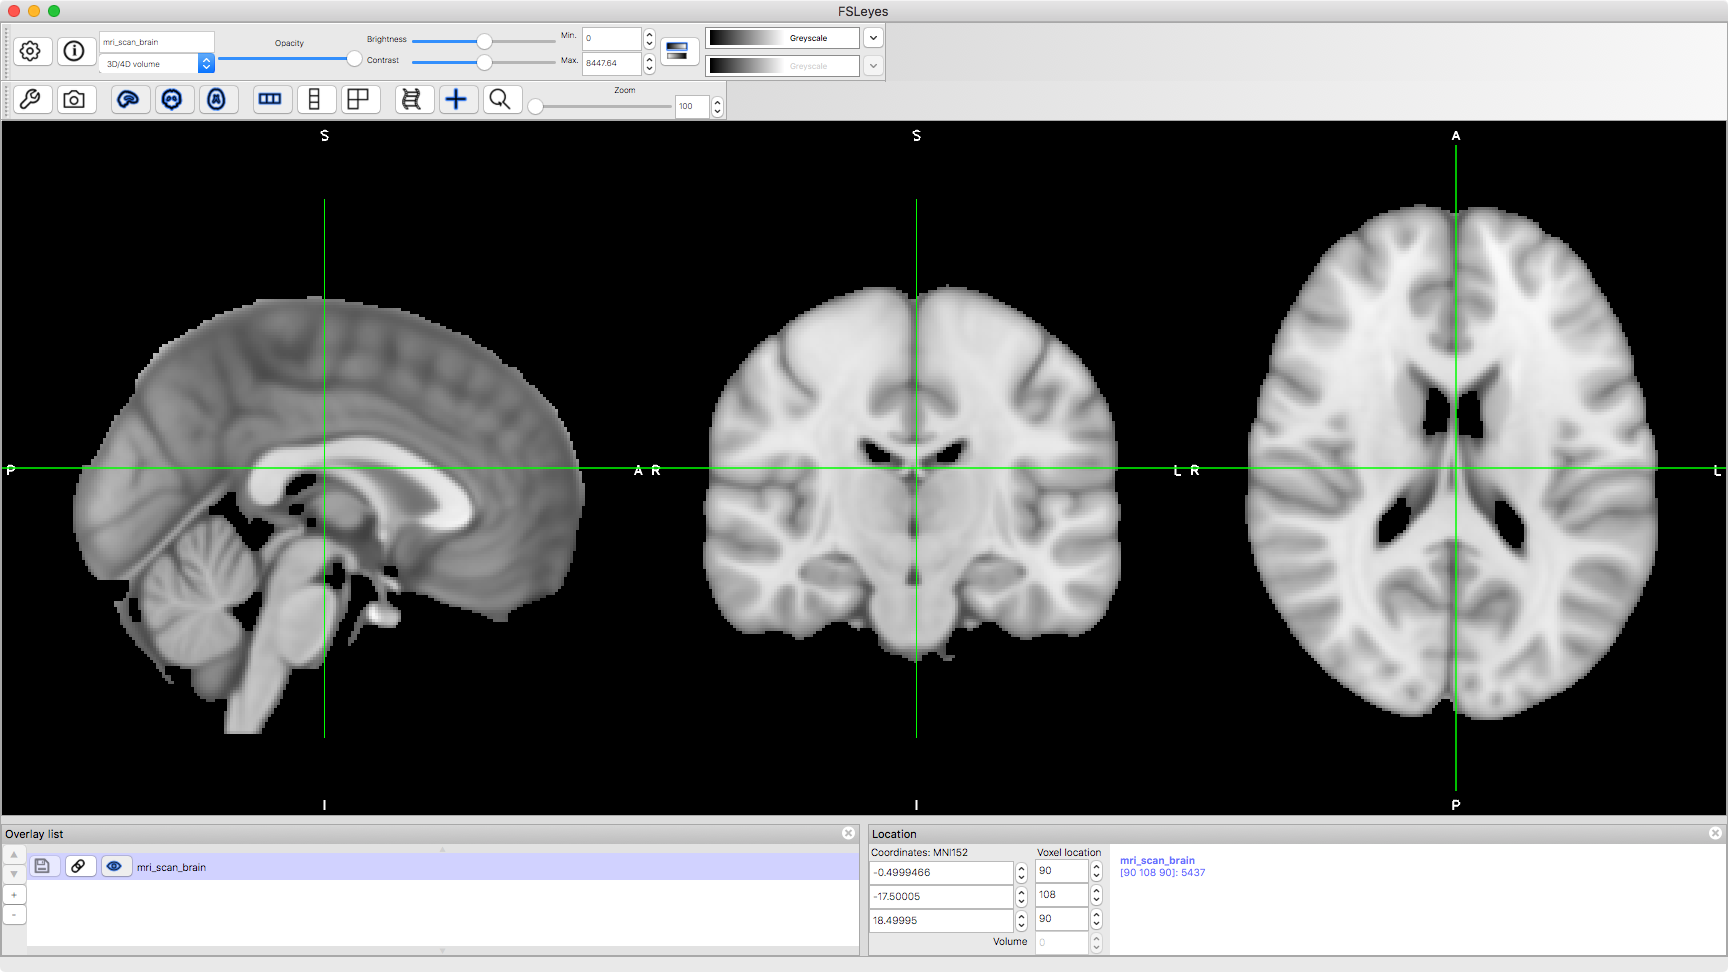 FSLeyes
mri_scan_brain
3D/4D volume
Opacity
Brightness
Contrast
Min. 0
Max. 8447.64
Greyscale
Greyscale
Zoom
100
S S A
P A R L R L
I I P
Overlay list
mri_scan_brain
+
-
Location
Coordinates: MNI152 Voxel location
-0.4999466 90
-17.50005 108
18.49995 90
Volume 0
mri_scan_brain
[90 108 90]: 5437